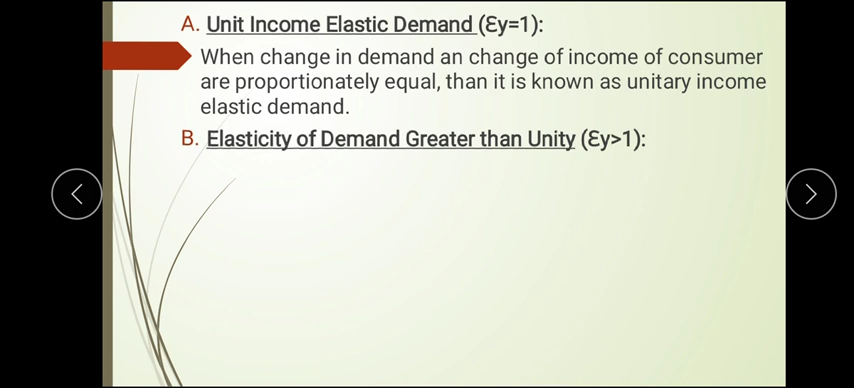 A. Unit Income Elastic Demand (Ɛy=1):
When change in demand an change of income of consumer
are proportionately equal, than it is known as unitary income
elastic demand.
B. Elasticity of Demand Greater than Unity (Ɛy>1):